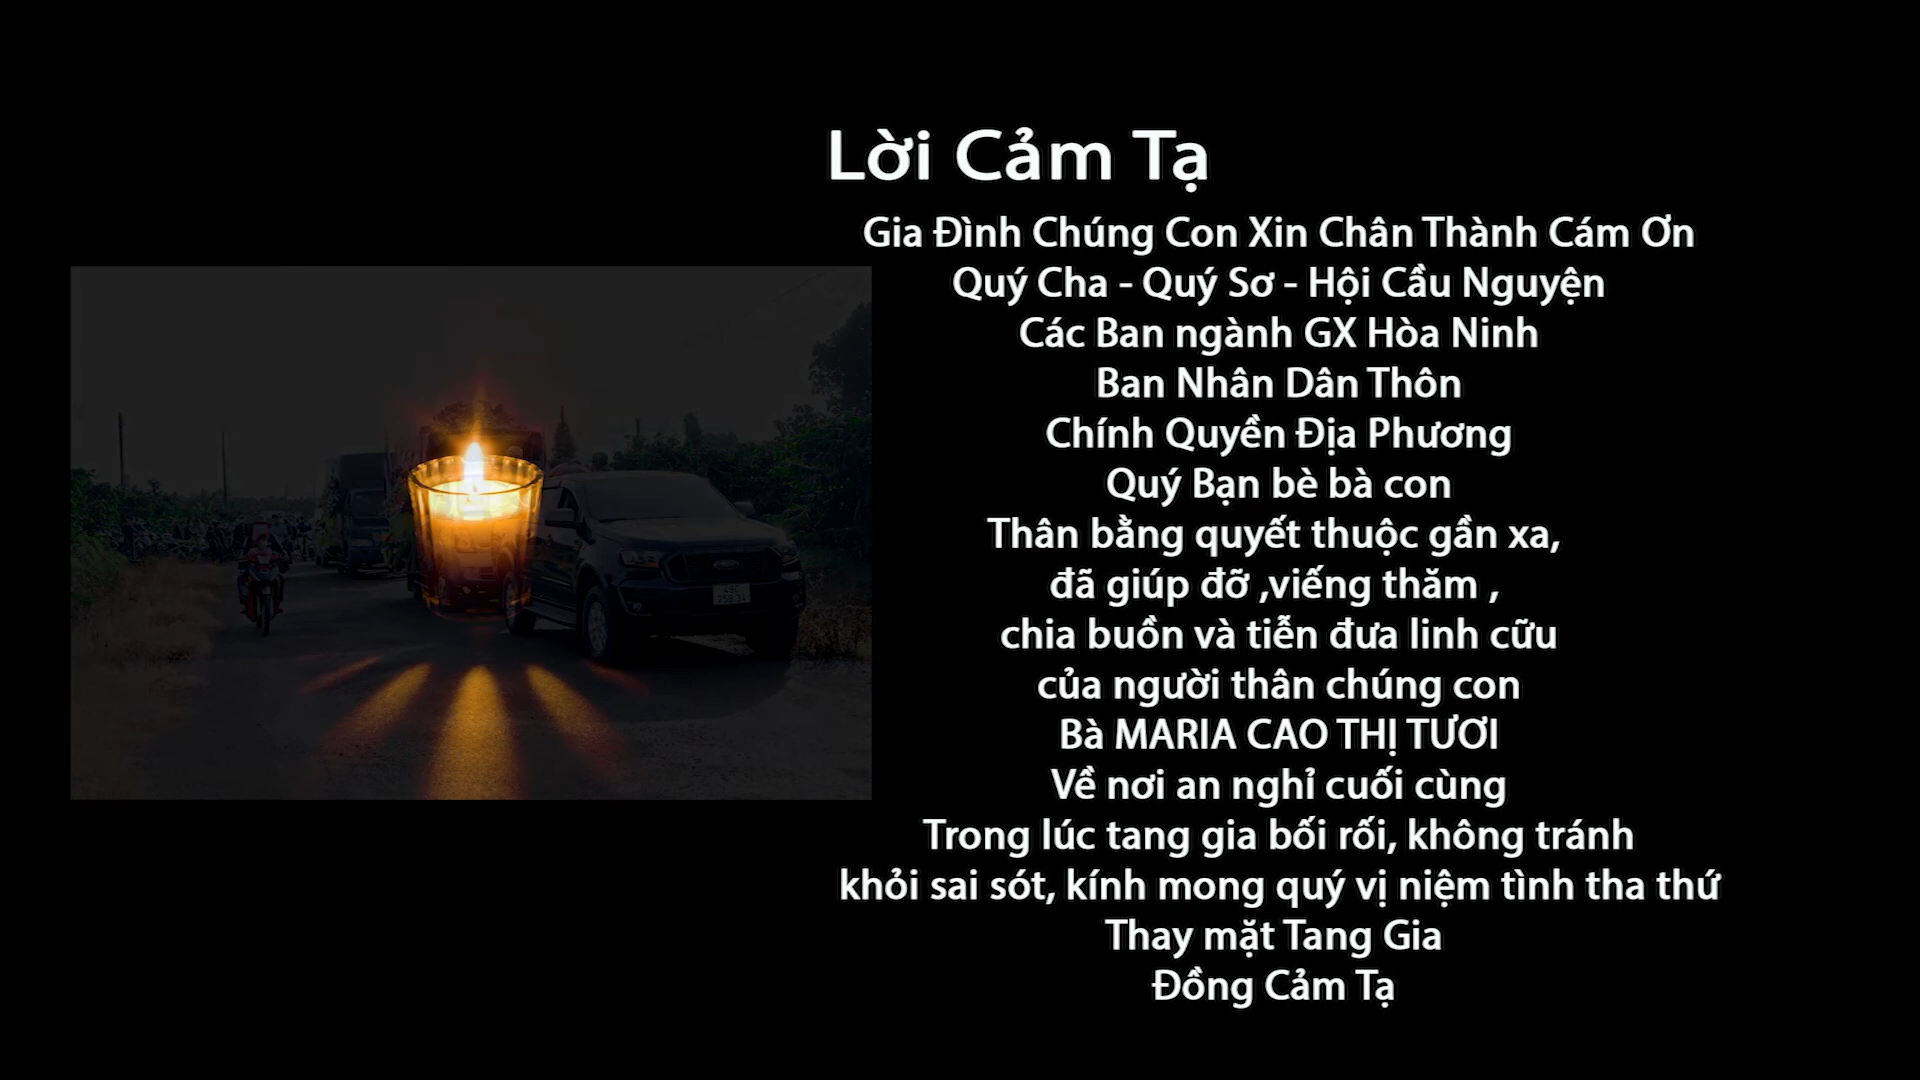 Lời Cảm Tạ
Gia Đình Chúng Con Xin Chân Thành Cám Ơn
Quý Cha - Quý Sơ - Hội Cầu Nguyện
Các Ban ngành GX Hòa Ninh
Ban Nhân Dân Thôn
Chính Quyền Địa Phương
Quý Bạn bè bà con
Thân bằng quyết thuộc gần xa,
đã giúp đỡ ,viếng thăm ,
chia buồn và tiễn đưa linh cữu
của người thân chúng con
Bà MARIA CAO THỊ TƯƠI
Về nơi an nghỉ cuối cùng
Trong lúc tang gia bối rối, không tránh
khỏi sai sót, kính mong quý vị niệm tình tha thứ
Thay mặt Tang Gia
Đồng Cảm Tạ